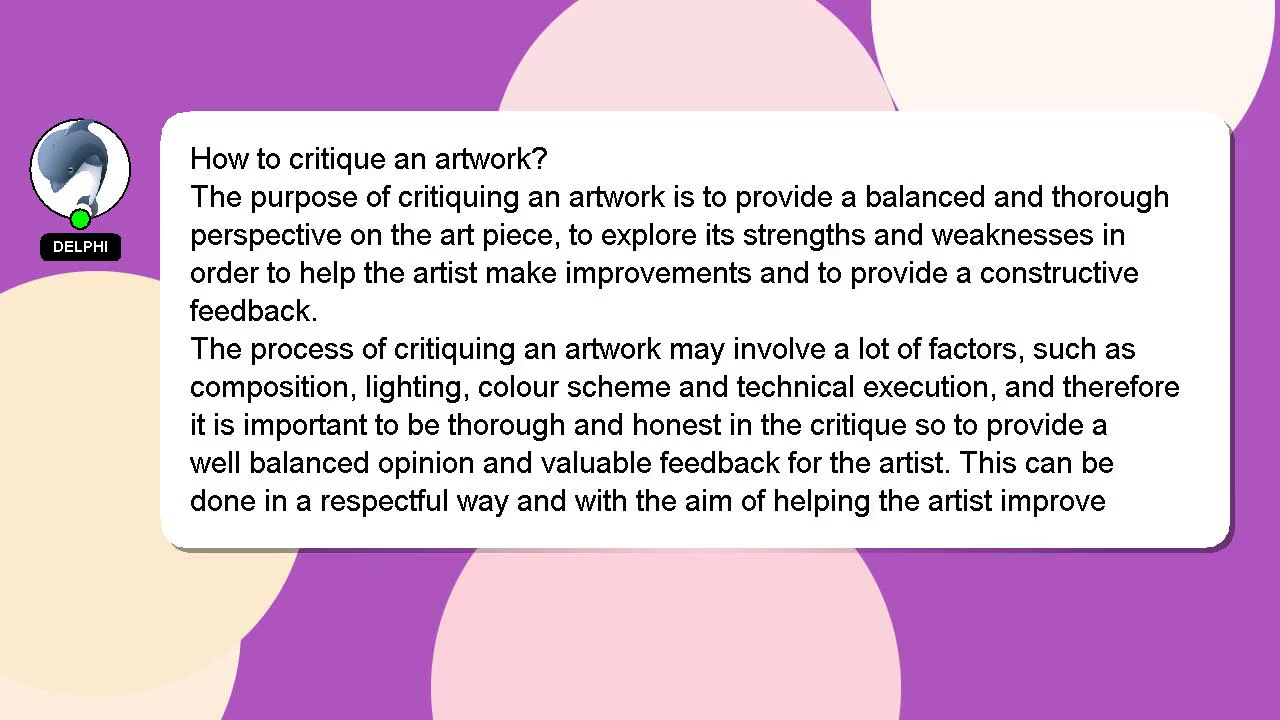 How to critique an artwork?
The purpose of critiquing an artwork is to provide a balanced and thorough
perspective on the art piece, to explore its strengths and weaknesses in
order to help the artist make improvements and to provide a constructive
feedback.
The process of critiquing an artwork may involve a lot of factors, such as
composition, lighting, colour scheme and technical execution, and therefore
it is important to be thorough and honest in the critique so to provide a
well balanced opinion and valuable feedback for the artist. This can be
done in a respectful way and with the aim of helping the artist improve
DELPHI